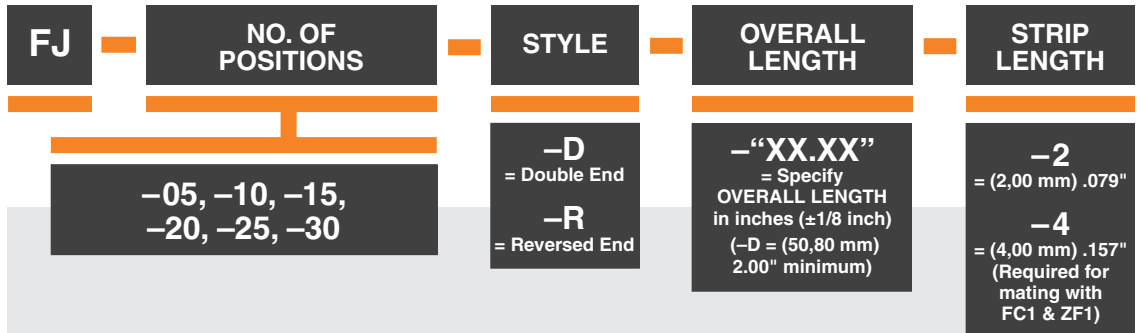 FJ
NO. OF
POSITIONS
STYLE
OVERALL
LENGTH
STRIP
LENGTH
–05, –10, –15,
–20, –25, –30
–D
= Double End
–R
= Reversed End
–“XX.XX”
= Specify
OVERALL LENGTH
in inches (±1/8 inch)
(–D = (50,80 mm)
2.00" minimum)
–2
= (2,00 mm) .079"
–4
= (4,00 mm) .157"
(Required for
mating with
FC1 & ZF1)